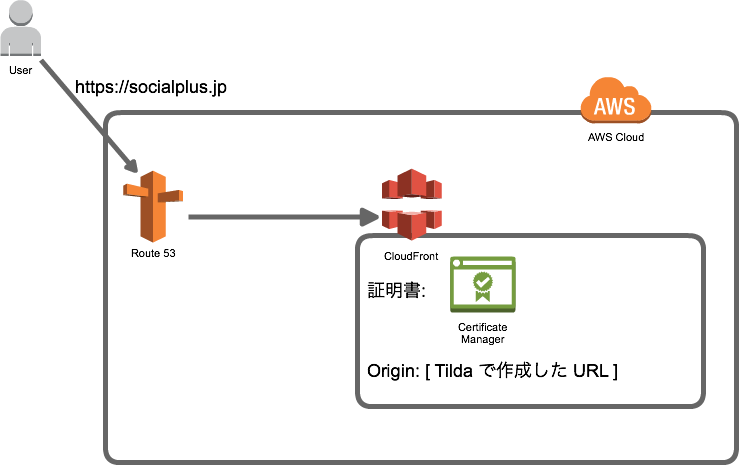 User
https://socialplus.jp
AWS
AWS Cloud
Route 53
CloudFront
証明書:
Certificate
Manager
Origin: [ Tilda で作成した URL ]